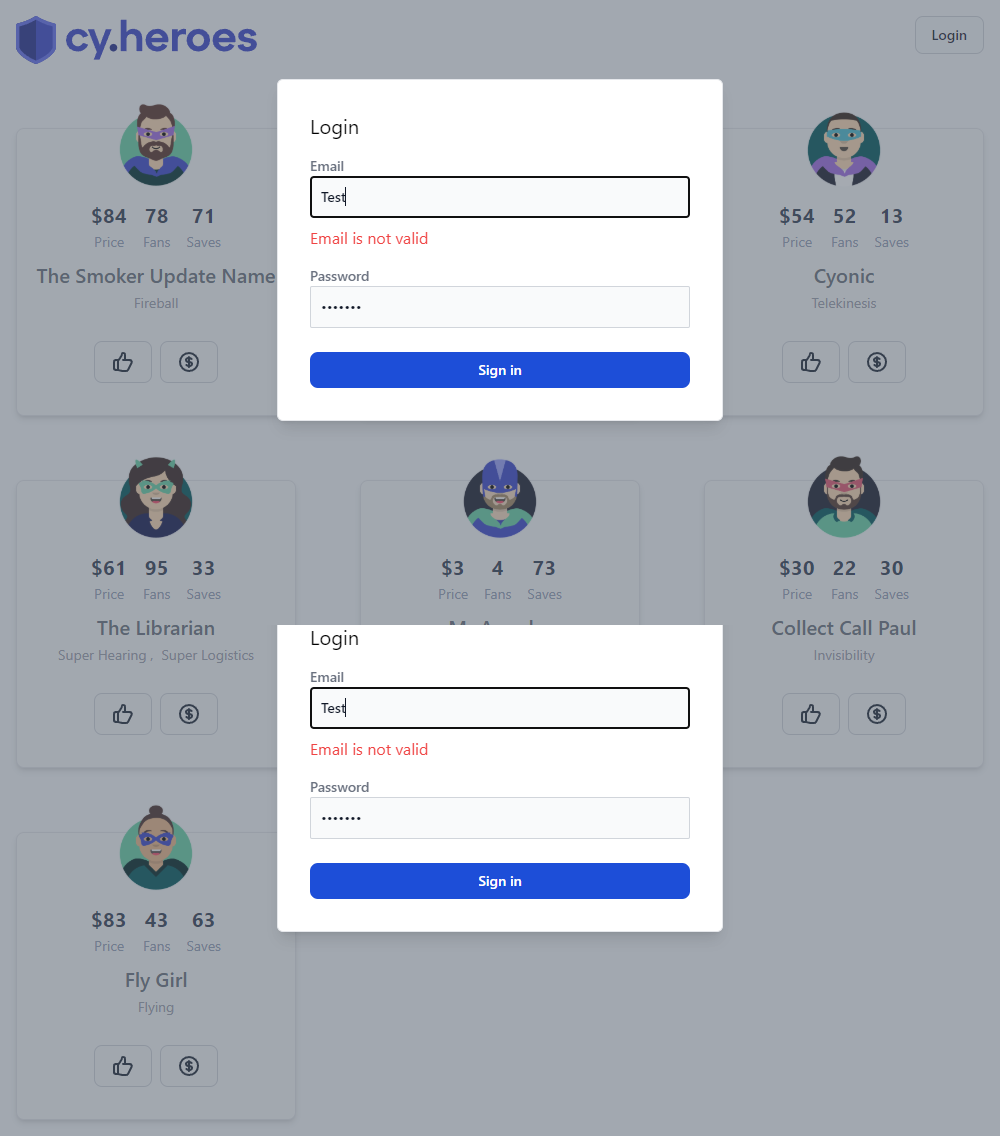 cy.heroes
Login
Login
Email
Test
Email is not valid
Password
•••••••
Sign in
$84 78 71
Price Fans Saves
The Smoker Update Name
Fireball
$54 52 13
Price Fans Saves
Cyonic
Telekinesis
$61 95 33
Price Fans Saves
The Librarian
Super Hearing , Super Logistics
$3 4 73
Price Fans Saves
$30 22 30
Price Fans Saves
Collect Call Paul
Invisibility
Login
Email
Test
Email is not valid
Password
•••••••
Sign in
$83 43 63
Price Fans Saves
Fly Girl
Flying